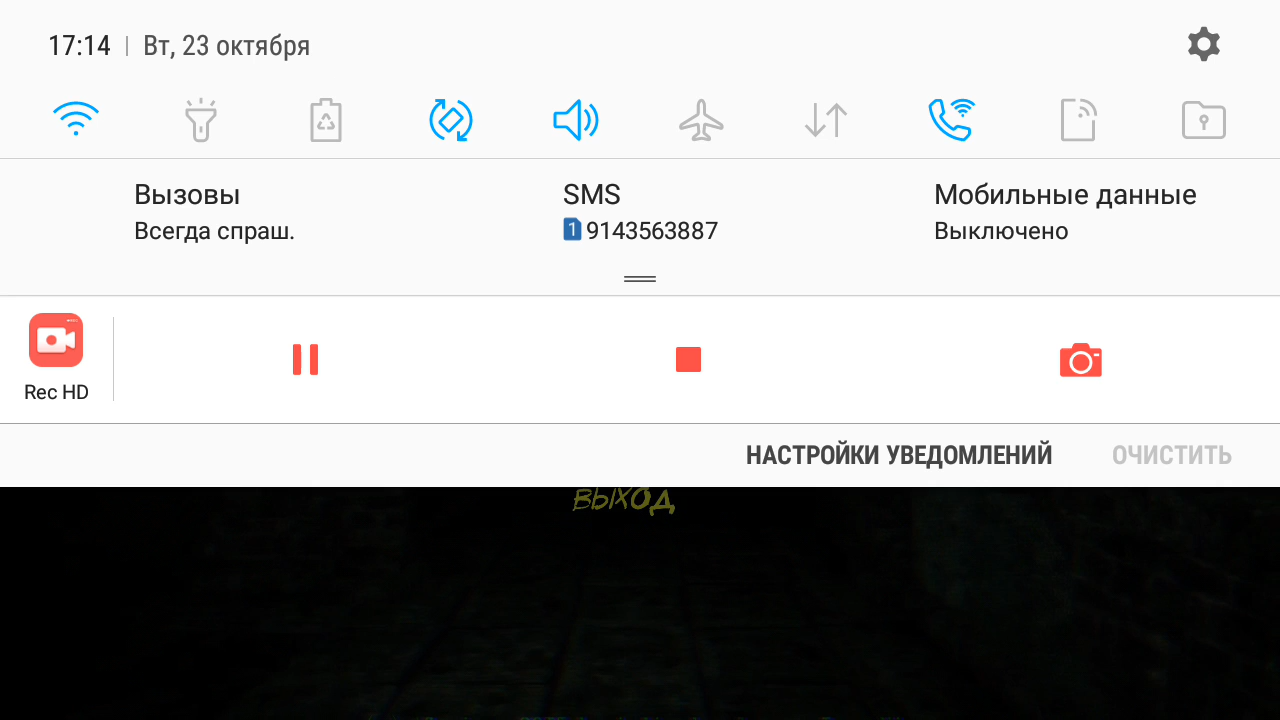 17:14 | Вт, 23 октября
Вызовы SMS Мобильные данные
Всегда спраш. 1 9143563887 Выключено
Rec HD
НАСТРОЙКИ УВЕДОМЛЕНИЙ ОЧИСТИТЬ
ВЫХОД